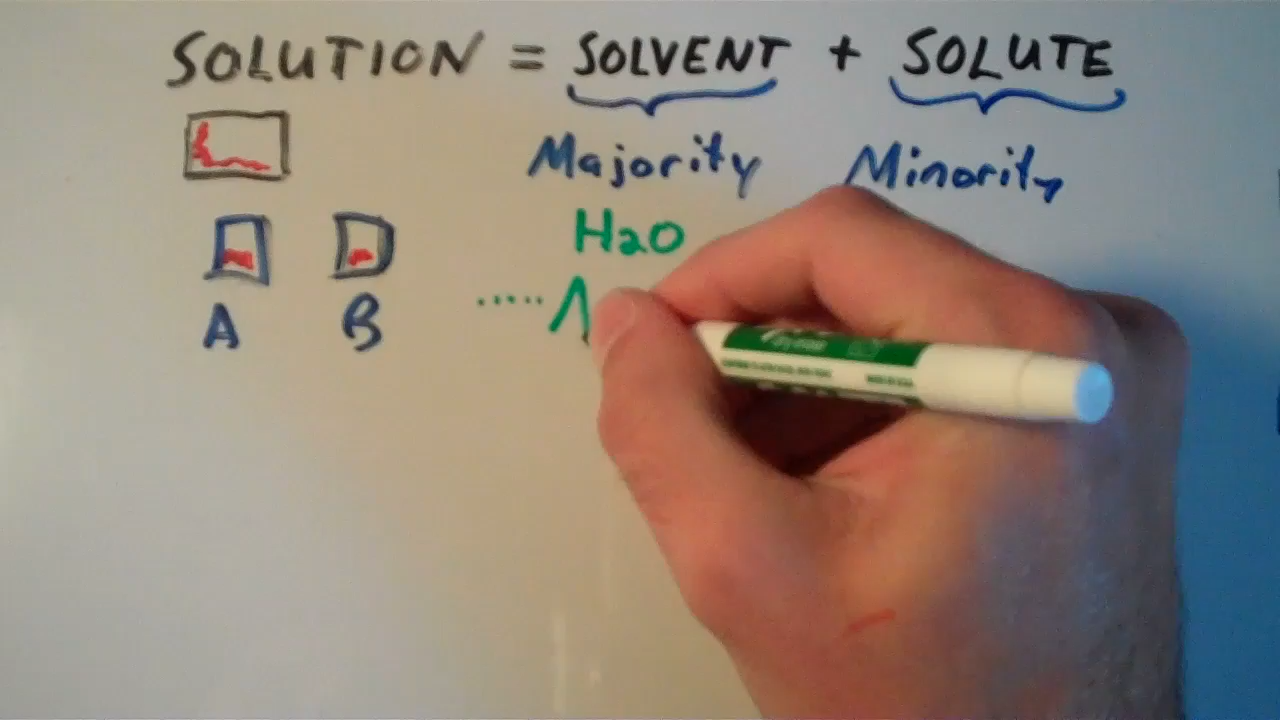 SOLUTION = SOLVENT + SOLUTE
Majority Minority
H2O
.....
A B